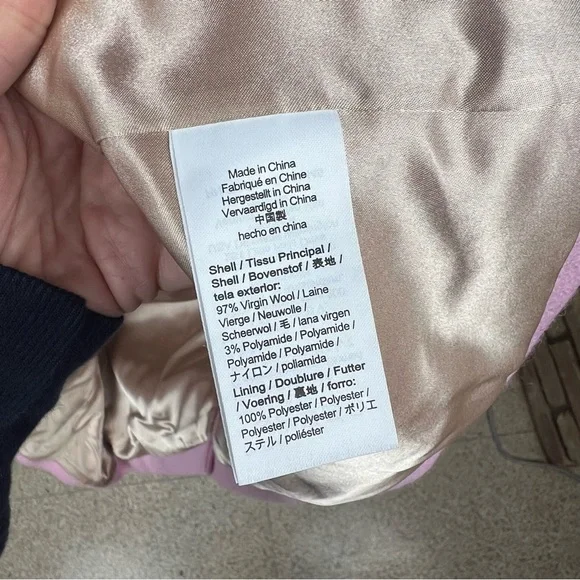 Made in China
Fabriqué en Chine
Hergestellt in China
Vervaardigd in China
中国製
hecho en china
Shell / Tissu Principal /
Shell / Bovenstof / 表地 /
tela exterior:
97% Virgin Wool / Laine
Vierge / Neuwolle /
Scheerwol / 毛 / lana virgen
3% Polyamide / Polyamide /
Polyamide / Polyamide /
ナイロン / poliamida
Lining / Doublure / Futter
/ Voering / 裏地 / forro:
100% Polyester / Polyester /
Polyester / Polyester / ポリエ
ステル / poliéster